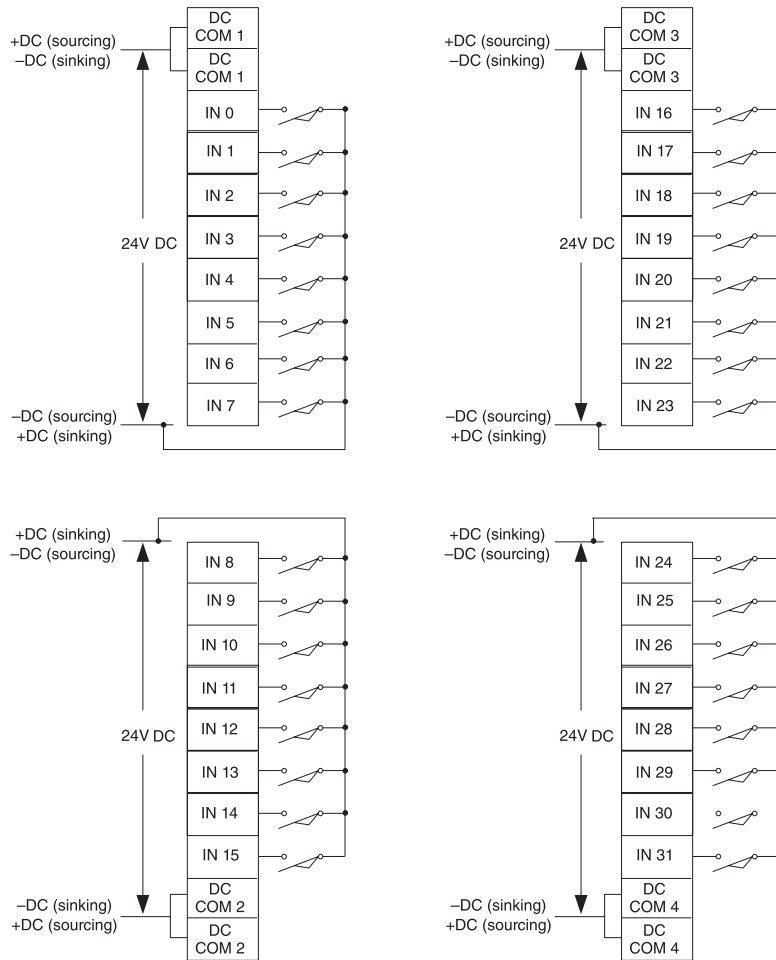 +DC (sourcing)
–DC (sinking)
DC
COM 1
DC
COM 1
IN 0
IN 1
IN 2
IN 3
IN 4
IN 5
IN 6
IN 7
24V DC
–DC (sourcing)
+DC (sinking)
+DC (sourcing)
–DC (sinking)
DC
COM 3
DC
COM 3
IN 16
IN 17
IN 18
IN 19
IN 20
IN 21
IN 22
IN 23
24V DC
–DC (sourcing)
+DC (sinking)
+DC (sinking)
–DC (sourcing)
IN 8
IN 9
IN 10
IN 11
IN 12
IN 13
IN 14
IN 15
DC
COM 2
DC
COM 2
24V DC
–DC (sinking)
+DC (sourcing)
+DC (sinking)
–DC (sourcing)
IN 24
IN 25
IN 26
IN 27
IN 28
IN 29
IN 30
IN 31
DC
COM 4
DC
COM 4
24V DC
–DC (sinking)
+DC (sourcing)